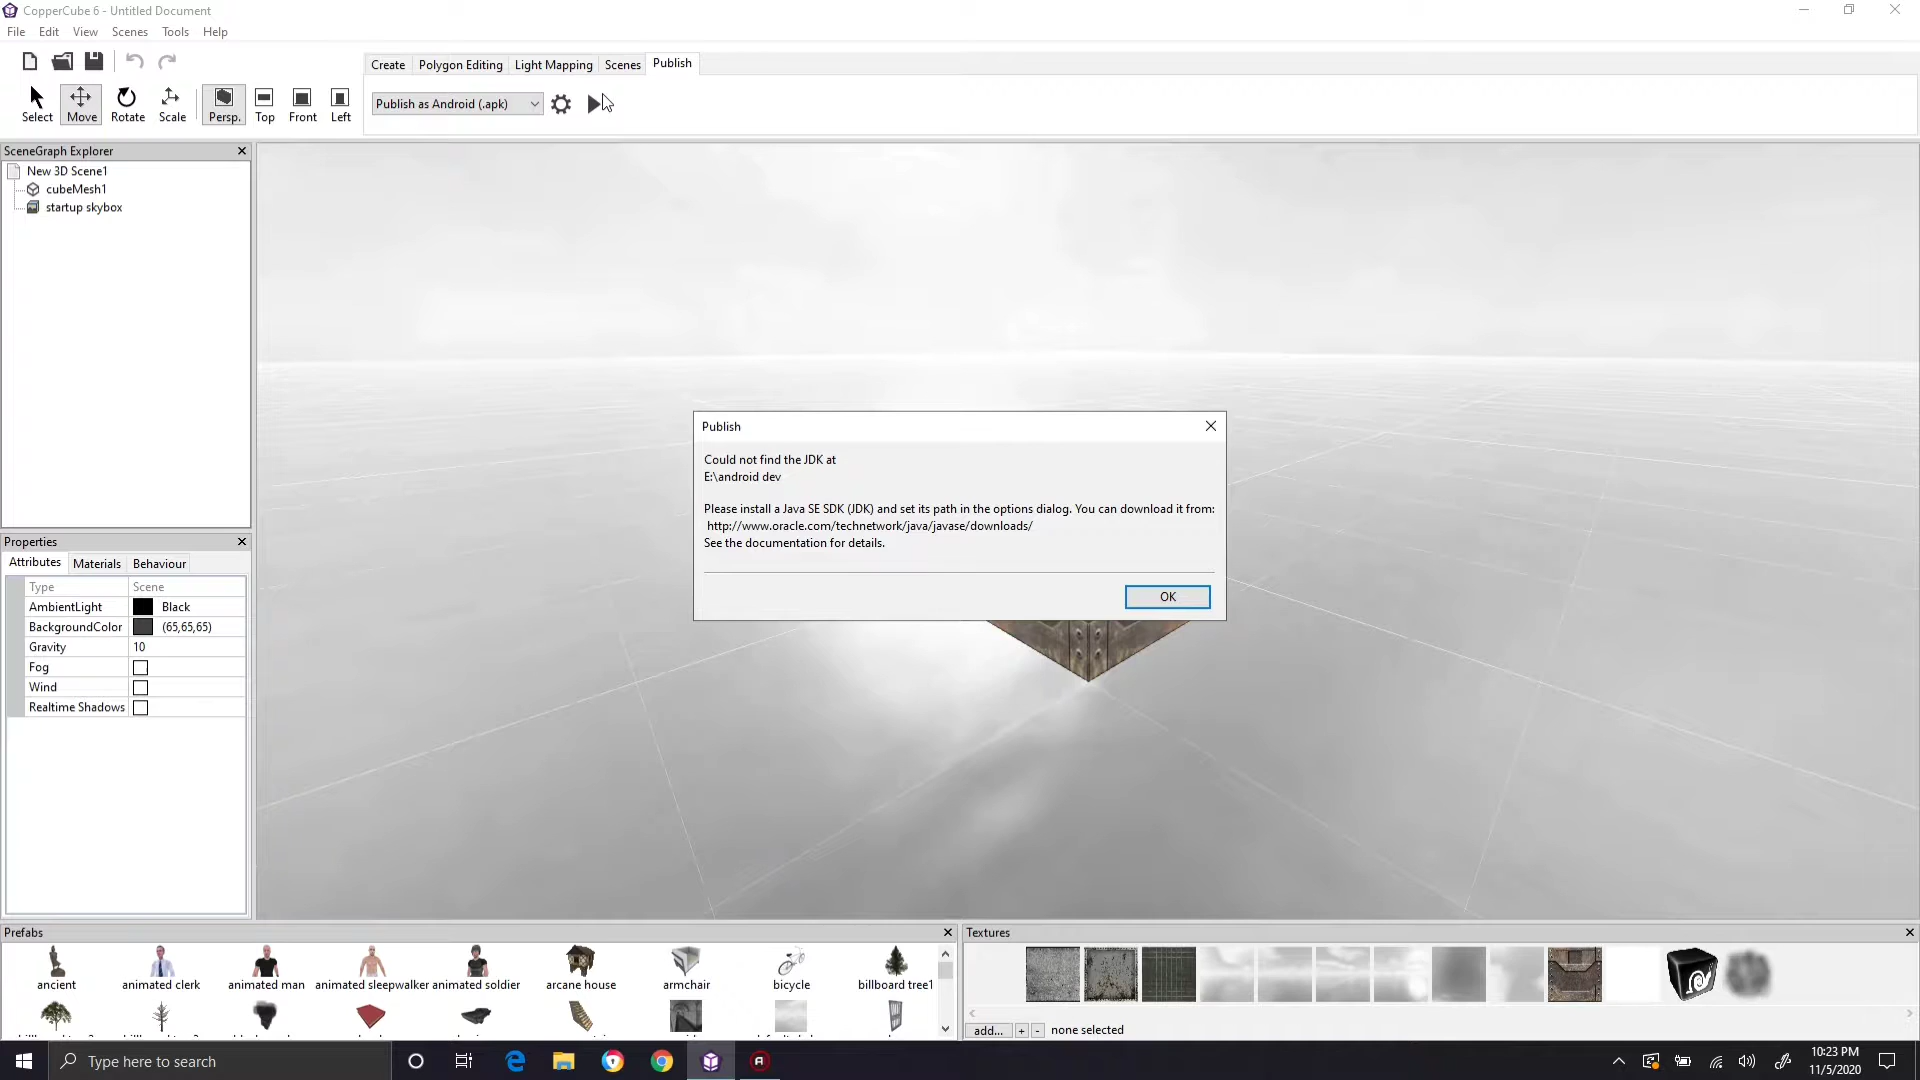 CopperCube 6 - Untitled Document
File Edit View Scenes Tools Help
Create Polygon Editing Light Mapping Scenes Publish
Publish as Android (.apk)
Select Move Rotate Scale Persp. Top Front Left
SceneGraph Explorer
New 3D Scene1
cubeMesh1
startup skybox
Publish
Could not find the JDK at
E:\android dev
Please install a Java SE SDK (JDK) and set its path in the options dialog. You can download it from:
http://www.oracle.com/technetwork/java/javase/downloads/
See the documentation for details.
OK
Properties
Attributes Materials Behaviour
Type Scene
AmbientLight Black
BackgroundColor (65,65,65)
Gravity 10
Fog
Wind
Realtime Shadows
Prefabs
ancient animated clerk animated man animated sleepwalker animated soldier arcane house armchair bicycle billboard tree1
Textures
add... + - none selected
Type here to search
10:23 PM
11/5/2020